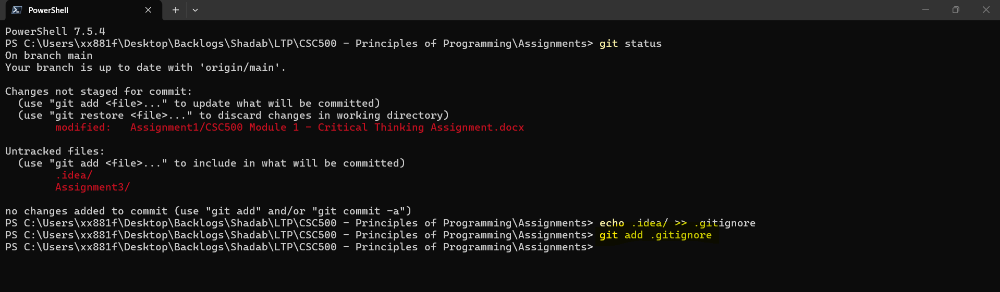 PowerShell
PowerShell 7.5.4
PS C:\Users\xx881f\Desktop\Backlogs\Shadab\LTP\CSC500 - Principles of Programming\Assignments> git status
On branch main
Your branch is up to date with 'origin/main'.
Changes not staged for commit:
  (use "git add <file>..." to update what will be committed)
  (use "git restore <file>..." to discard changes in working directory)
        modified:   Assignment1/CSC500 Module 1 - Critical Thinking Assignment.docx
Untracked files:
  (use "git add <file>..." to include in what will be committed)
        .idea/
        Assignment3/
no changes added to commit (use "git add" and/or "git commit -a")
PS C:\Users\xx881f\Desktop\Backlogs\Shadab\LTP\CSC500 - Principles of Programming\Assignments> echo .idea/ >> .gitignore
PS C:\Users\xx881f\Desktop\Backlogs\Shadab\LTP\CSC500 - Principles of Programming\Assignments> git add .gitignore
PS C:\Users\xx881f\Desktop\Backlogs\Shadab\LTP\CSC500 - Principles of Programming\Assignments>